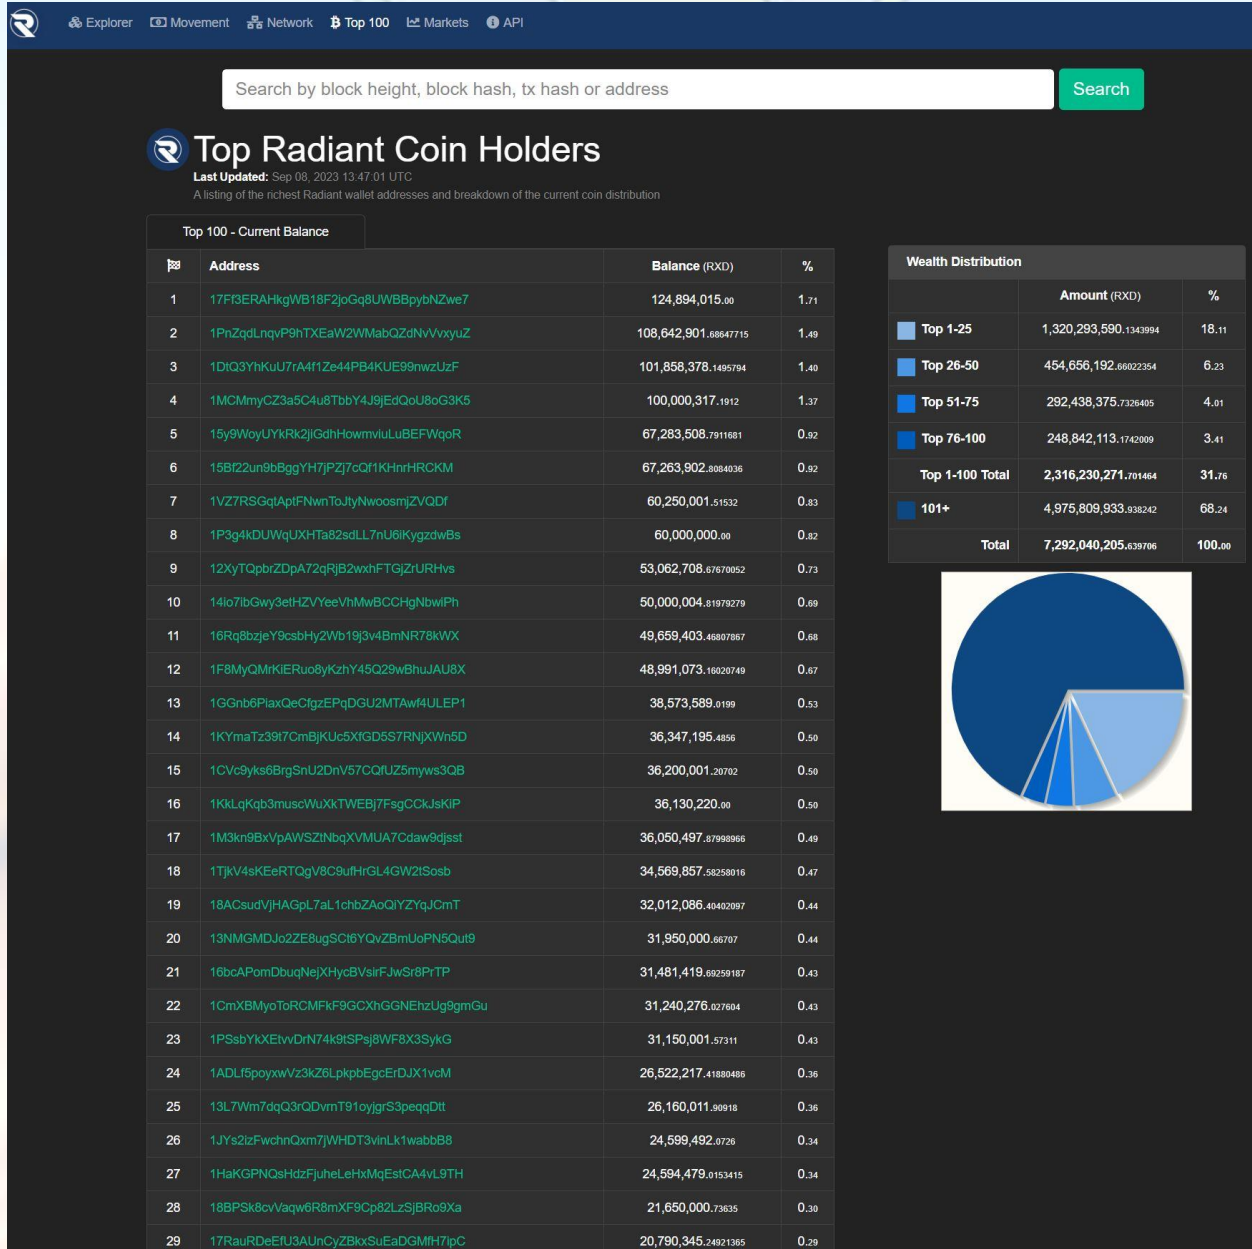 Explorer Movement Network Top 100 Markets API
Search by block height, block hash, tx hash or address Search
Top Radiant Coin Holders
Last Updated: Sep 08, 2023 13:47:01 UTC
A listing of the richest Radiant wallet addresses and breakdown of the current coin distribution
Top 100 - Current Balance
Address Balance (RXD) %
1 17Ff3ERAHkgWB18F2joGq8UWBBpybNZwe7 124,894,015.00 1.71
2 1PnZqdLnqvP9hTXEaW2WMabQZdNvVvxyuZ 108,642,901.68647715 1.49
3 1DtQ3YhKuU7rA4f1Ze44PB4KUE99nwzUzF 101,858,378.1495794 1.40
4 1MCMmyCZ3a5C4u8TbbY4J9jEdQoU8oG3K5 100,000,317.1912 1.37
5 15y9WoyUYkRk2jiGdhHowmviuLuBEFWqoR 67,283,508.7911681 0.92
6 15Bf22un9bBggYH7jPZj7cQf1KHnrHRCKM 67,263,902.8084036 0.92
7 1VZ7RSGqtAptFNwnToJtyNwoosmjZVQDf 60,250,001.51532 0.83
8 1P3g4kDUWqUXHTa82sdLL7nU6iKygzdwBs 60,000,000.00 0.82
9 12XyTQpbrZDpA72qRjB2wxhFTGjZrURHvs 53,062,708.67670052 0.73
10 14io7ibGwy3etHZVYeeVhMwBCCHgNbwiPh 50,000,004.81979279 0.69
11 16Rq8bzjeY9csbHy2Wb19j3v4BmNR78kWX 49,659,403.46807867 0.68
12 1F8MyQMrKiERuo8yKzhY45Q29wBhuJAU8X 48,991,073.16020749 0.67
13 1GGnb6PiaxQeCfgzEPqDGU2MTAwf4ULEP1 38,573,589.0199 0.53
14 1KYmaTz39t7CmBjKUc5XfGD5S7RNjXWn5D 36,347,195.4856 0.50
15 1CVc9yks6BrgSnU2DnV57CQfUZ5myws3QB 36,200,001.20702 0.50
16 1KkLqKqb3muscWuXkTWEBj7FsgCCkJsKiP 36,130,220.00 0.50
17 1M3kn9BxVpAWSZtNbqXVMUA7Cdaw9djsst 36,050,497.87998966 0.49
18 1TjkV4sKEeRTQgV8C9ufHrGL4GW2tSosb 34,569,857.58258016 0.47
19 18ACsudVjHAGpL7aL1chbZAoQiYZYqJCmT 32,012,086.40402097 0.44
20 13NMGMDJo2ZE8ugSCt6YQvZBmUoPN5Qut9 31,950,000.66707 0.44
21 16bcAPomDbuqNejXHycBVsirFJwSr8PrTP 31,481,419.69259187 0.43
22 1CmXBMyoToRCMFkF9GCXhGGNEhzUg9gmGu 31,240,276.027604 0.43
23 1PSsbYkXEtvvDrN74k9tSPsj8WF8X3SykG 31,150,001.57311 0.43
24 1ADLf5poyxwVz3kZ6LpkpbEgcErDJX1vcM 26,522,217.41880486 0.36
25 13L7Wm7dqQ3rQDvmT91oyjgrS3peqqDtt 26,160,011.90918 0.36
26 1JYs2izFwchnQxm7jWHDT3vinLk1wabbB8 24,599,492.0726 0.34
27 1HaKGPNQsHdzFjuheLeHxMqEstCA4vL9TH 24,594,479.0153415 0.34
28 18BPSk8cvVaqw6R8mXF9Cp82LzSjBRo9Xa 21,650,000.73635 0.30
29 17RauRDeEfU3AUnCyZBkxSuEaDGMfH7ipC 20,790,345.24921365 0.29
Wealth Distribution
Amount (RXD) %
Top 1-25 1,320,293,590.1343994 18.11
Top 26-50 454,656,192.66022354 6.23
Top 51-75 292,438,375.7326405 4.01
Top 76-100 248,842,113.1742009 3.41
Top 1-100 Total 2,316,230,271.701464 31.76
101+ 4,975,809,933.938242 68.24
Total 7,292,040,205.639706 100.00